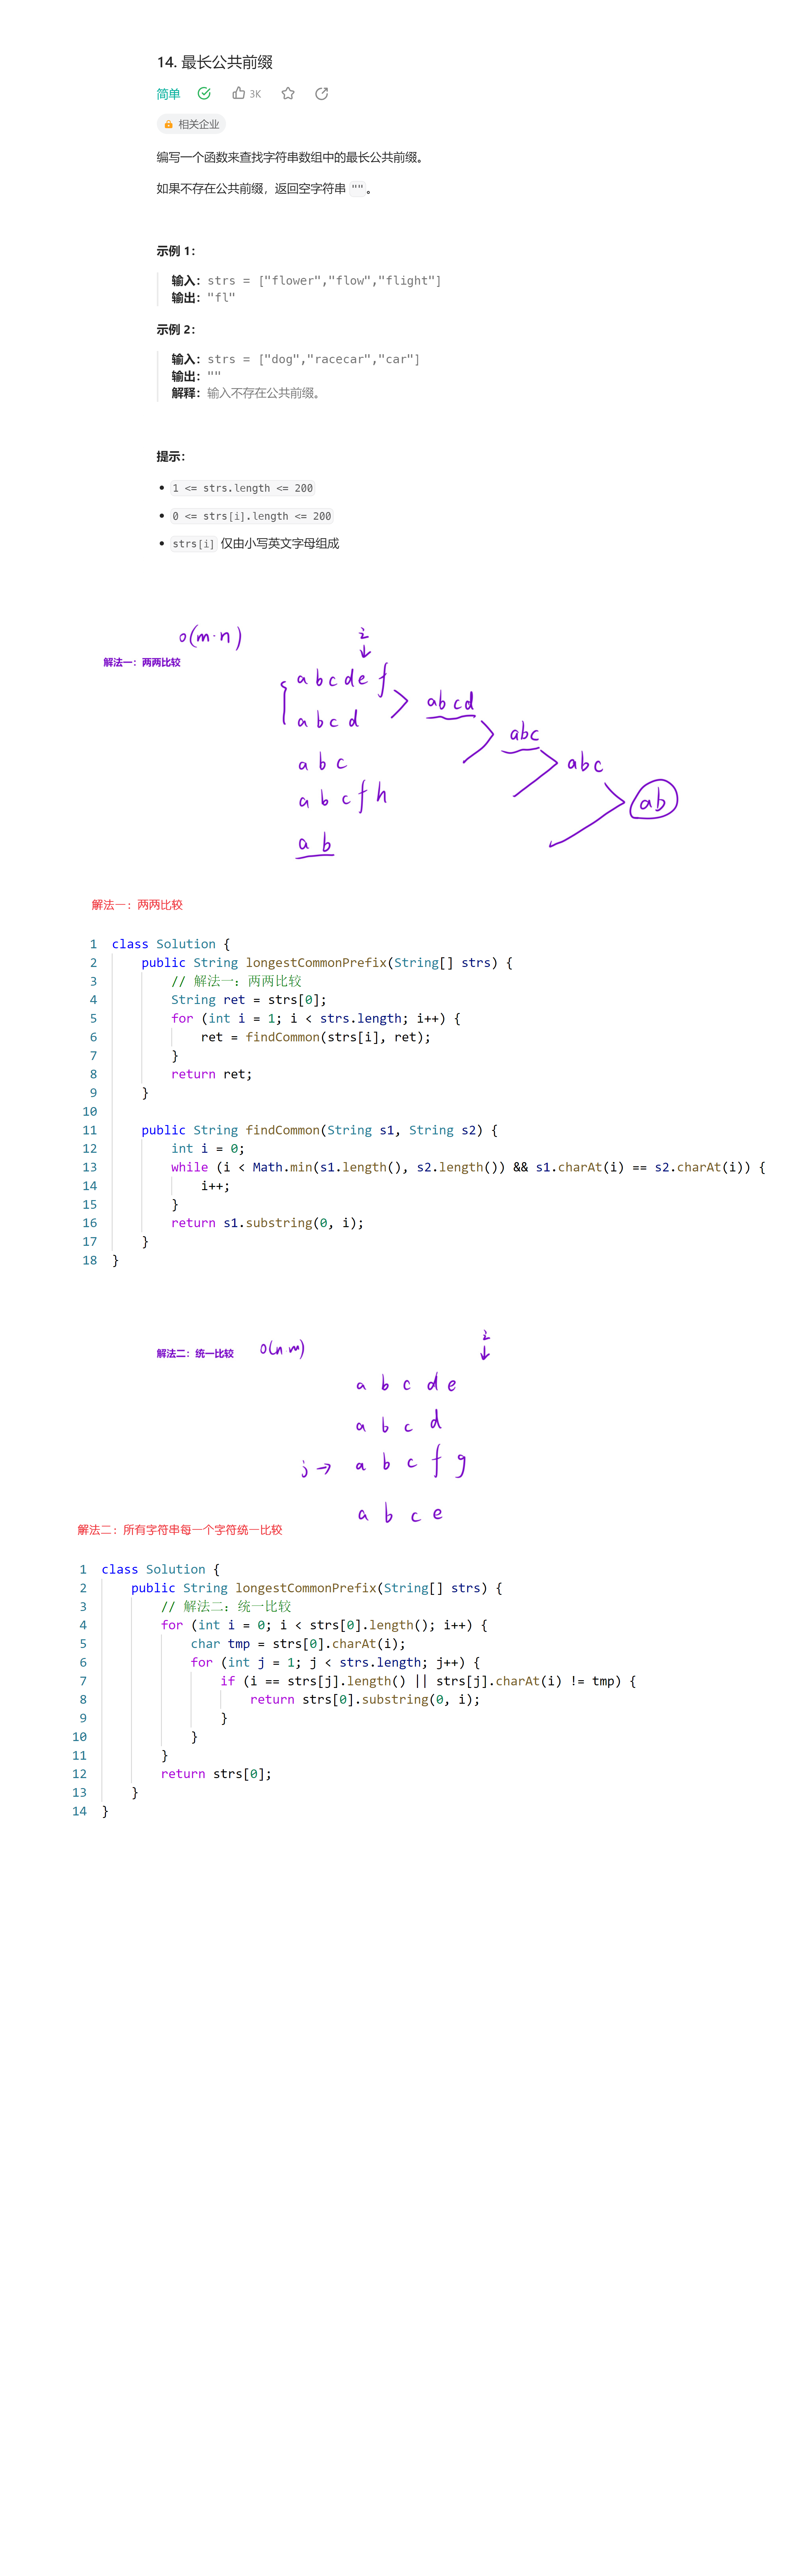 14. 最长公共前缀
简单 3K
相关企业
编写一个函数来查找字符串数组中的最长公共前缀。
如果不存在公共前缀，返回空字符串 ""。
示例 1：
输入：strs = ["flower","flow","flight"]
输出："fl"
示例 2：
输入：strs = ["dog","racecar","car"]
输出：""
解释：输入不存在公共前缀。
提示：
1 <= strs.length <= 200
0 <= strs[i].length <= 200
strs[i] 仅由小写英文字母组成
O(m·n)
i
解法一：两两比较
a b c d e f
a b c d
abcd
abc
a b c
abc
a b c f h
ab
a b
解法一：两两比较
1 class Solution {
2 public String longestCommonPrefix(String[] strs) {
3 // 解法一：两两比较
4 String ret = strs[0];
5 for (int i = 1; i < strs.length; i++) {
6 ret = findCommon(strs[i], ret);
7 }
8 return ret;
9 }
10
11 public String findCommon(String s1, String s2) {
12 int i = 0;
13 while (i < Math.min(s1.length(), s2.length()) && s1.charAt(i) == s2.charAt(i)) {
14 i++;
15 }
16 return s1.substring(0, i);
17 }
18 }
解法二：统一比较 O(n m)
i
a b c d e
a b c d
j → a b c f g
a b c e
解法二：所有字符串每一个字符统一比较
1 class Solution {
2 public String longestCommonPrefix(String[] strs) {
3 // 解法二：统一比较
4 for (int i = 0; i < strs[0].length(); i++) {
5 char tmp = strs[0].charAt(i);
6 for (int j = 1; j < strs.length; j++) {
7 if (i == strs[j].length() || strs[j].charAt(i) != tmp) {
8 return strs[0].substring(0, i);
9 }
10 }
11 }
12 return strs[0];
13 }
14 }